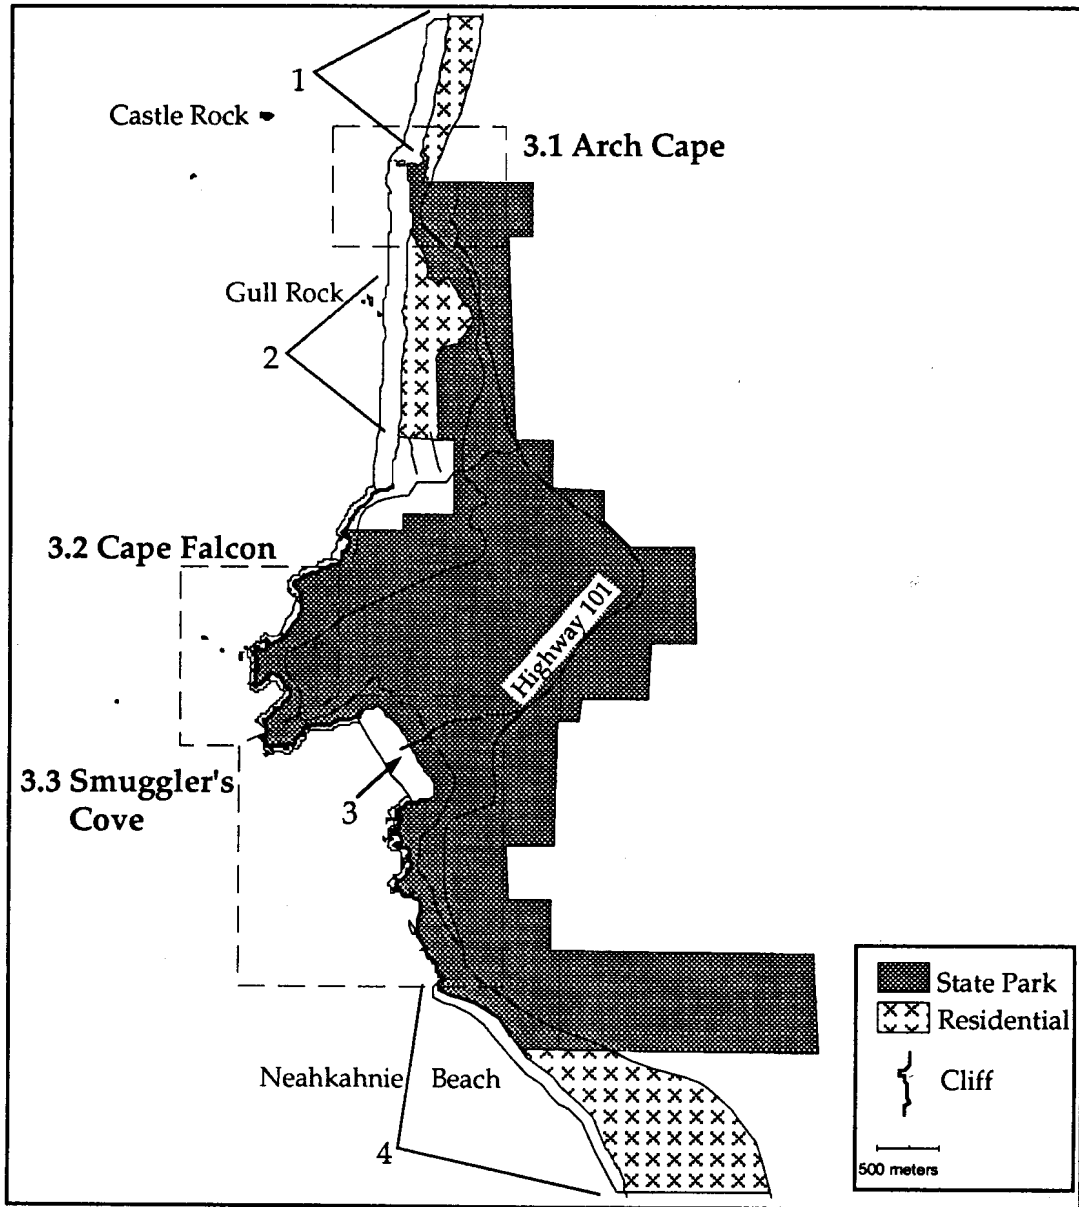 1
Castle Rock
3.1 Arch Cape
Gull Rock
2
3.2 Cape Falcon
Highway 101
3.3 Smuggler's
Cove
3
State Park
Residential
Neahkahnie Beach
Cliff
4
500 meters